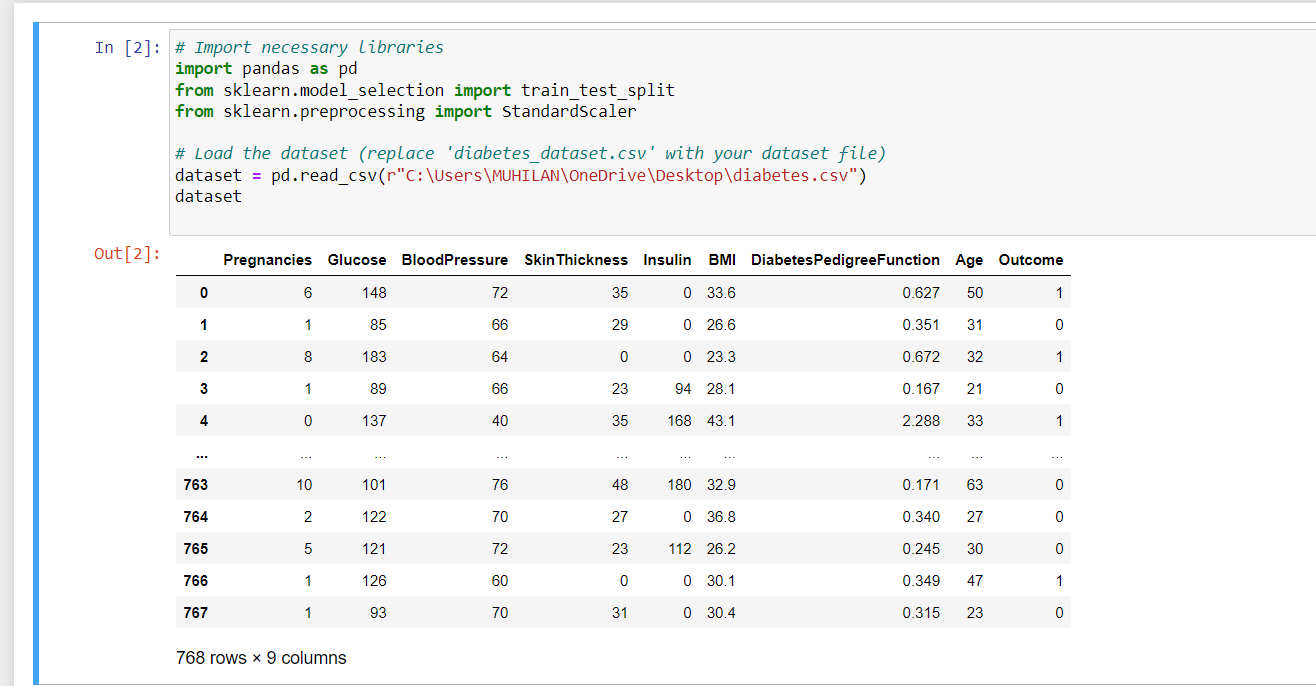 In [2]: # Import necessary libraries
import pandas as pd
from sklearn.model_selection import train_test_split
from sklearn.preprocessing import StandardScaler
# Load the dataset (replace 'diabetes_dataset.csv' with your dataset file)
dataset = pd.read_csv(r"C:\Users\MUHILAN\OneDrive\Desktop\diabetes.csv")
dataset
Out[2]:
Pregnancies Glucose BloodPressure SkinThickness Insulin BMI DiabetesPedigreeFunction Age Outcome
0 6 148 72 35 0 33.6 0.627 50 1
1 1 85 66 29 0 26.6 0.351 31 0
2 8 183 64 0 0 23.3 0.672 32 1
3 1 89 66 23 94 28.1 0.167 21 0
4 0 137 40 35 168 43.1 2.288 33 1
... ... ... ... ... ... ... ... ... ...
763 10 101 76 48 180 32.9 0.171 63 0
764 2 122 70 27 0 36.8 0.340 27 0
765 5 121 72 23 112 26.2 0.245 30 0
766 1 126 60 0 0 30.1 0.349 47 1
767 1 93 70 31 0 30.4 0.315 23 0
768 rows × 9 columns